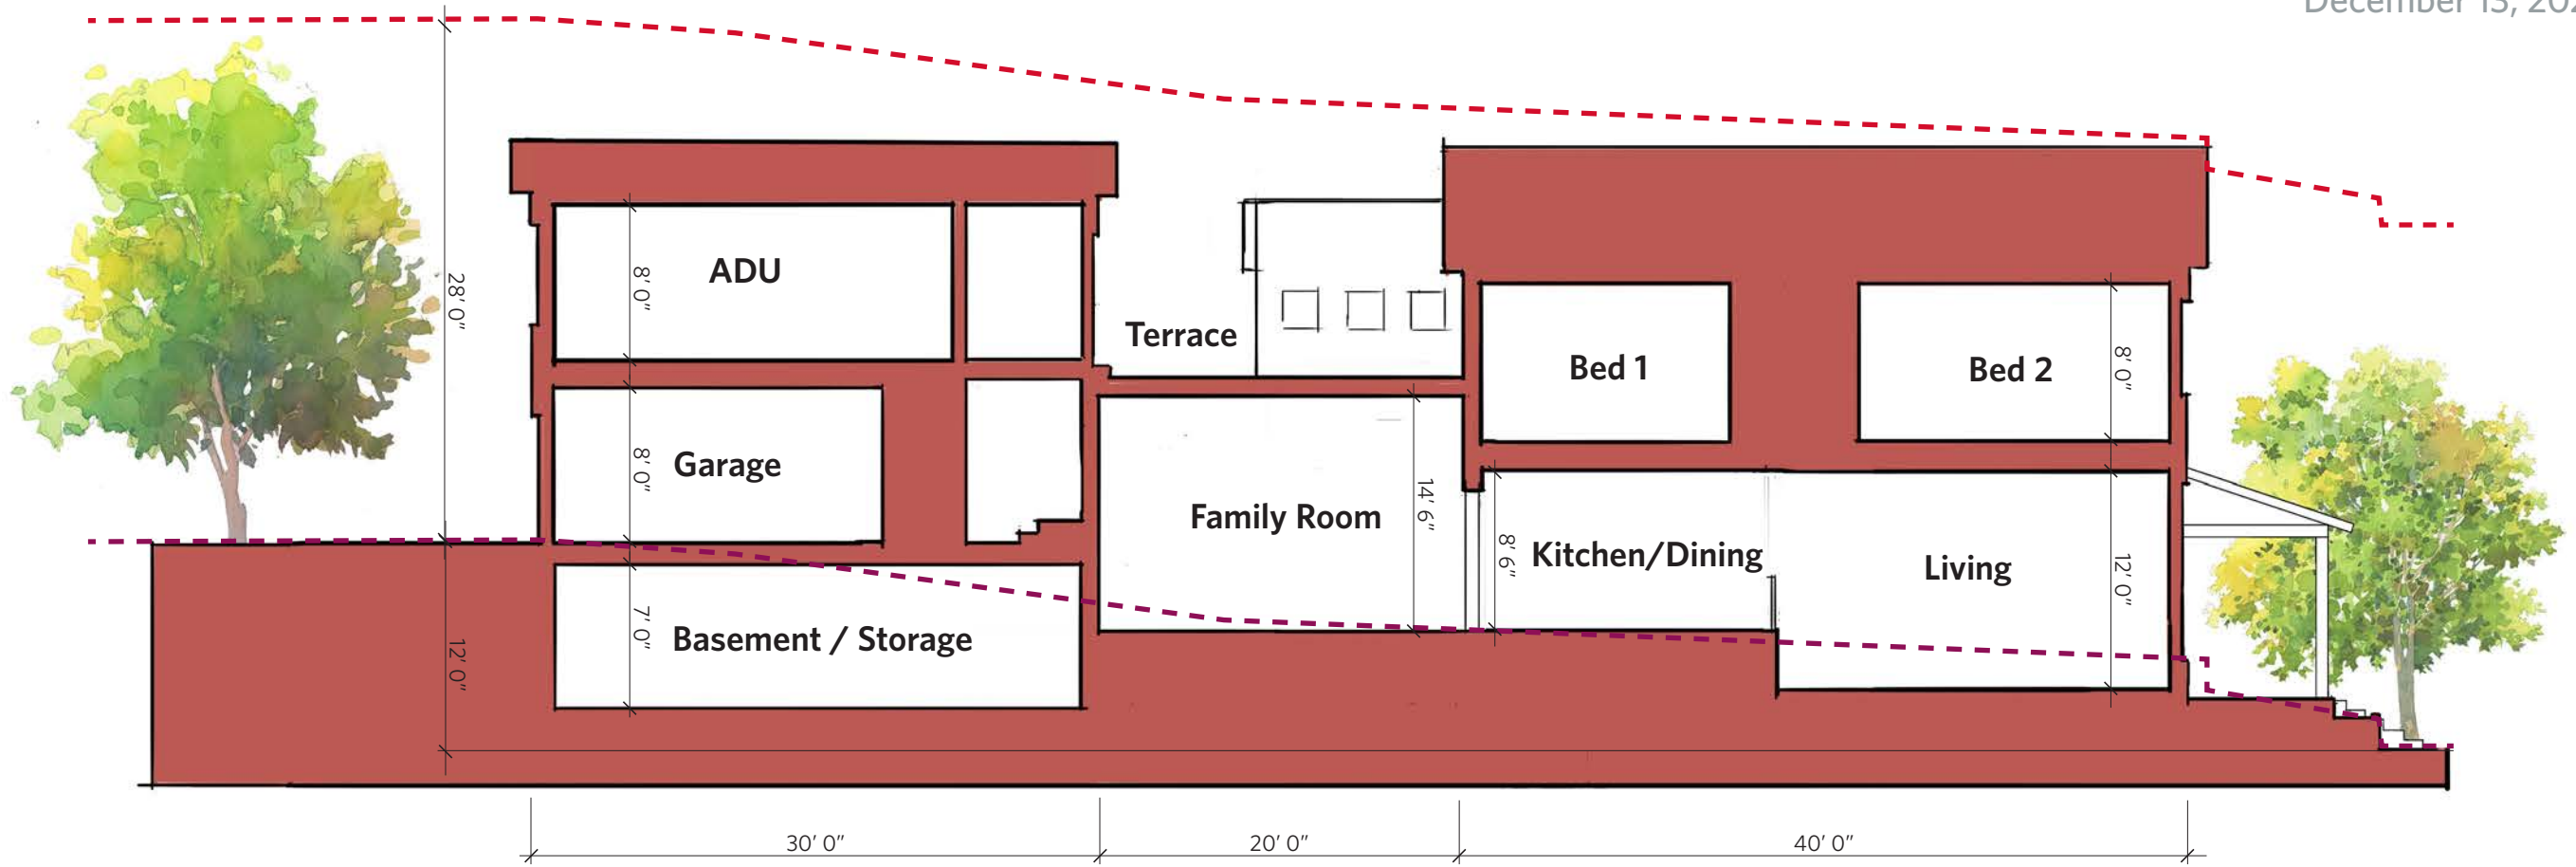 December 13, 202
28' 0"
8' 0"
ADU
Terrace
Bed 1
Bed 2
8' 0"
8' 0"
Garage
Family Room
14' 6"
8' 6"
Kitchen/Dining
Living
12' 0"
12' 0"
7' 0"
Basement / Storage
30' 0"
20' 0"
40' 0"